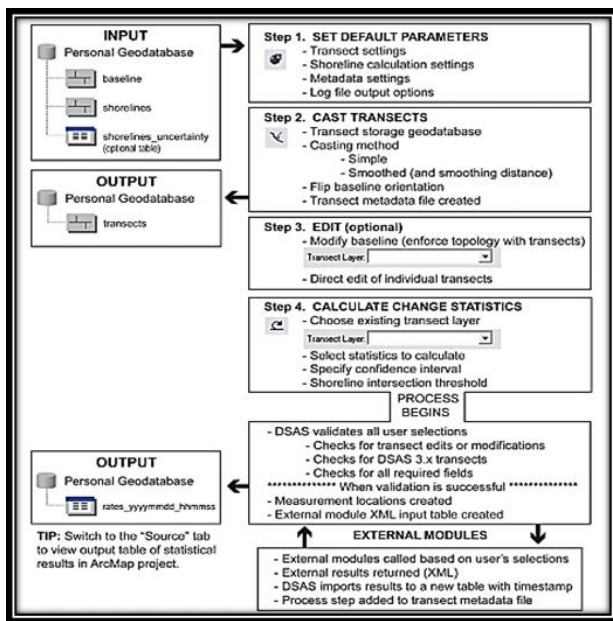 INPUT
Personal Geodatabase
baseline
shorelines
shorelines_uncertainty
(optional table)
OUTPUT
Personal Geodatabase
transects
Step 1. SET DEFAULT PARAMETERS
- Transect settings
- Shoreline calculation settings
- Metadata settings
- Log file output options
Step 2. CAST TRANSECTS
- Transect storage geodatabase
- Casting method
- Simple
- Smoothed (and smoothing distance)
- Flip baseline orientation
- Transect metadata file created
Step 3. EDIT (optional)
- Modify baseline (enforce topology with transects)
Transect Layer:
- Direct edit of individual transects
Step 4. CALCULATE CHANGE STATISTICS
- Choose existing transect layer
Transect Layer:
- Select statistics to calculate
- Specify confidence interval
- Shoreline intersection threshold
PROCESS
BEGINS
- DSAS validates all user selections
- Checks for transect edits or modifications
- Checks for DSAS 3.x transects
- Checks for all required fields
************** When validation is successful **************
- Measurement locations created
- External module XML input table created
OUTPUT
Personal Geodatabase
rates_yyyymmdd_hhmmss
TIP: Switch to the "Source" tab
to view output table of statistical
results in ArcMap project.
EXTERNAL MODULES
- External modules called based on user's selections
- External results returned (XML)
- DSAS imports results to a new table with timestamp
- Process step added to transect metadata file